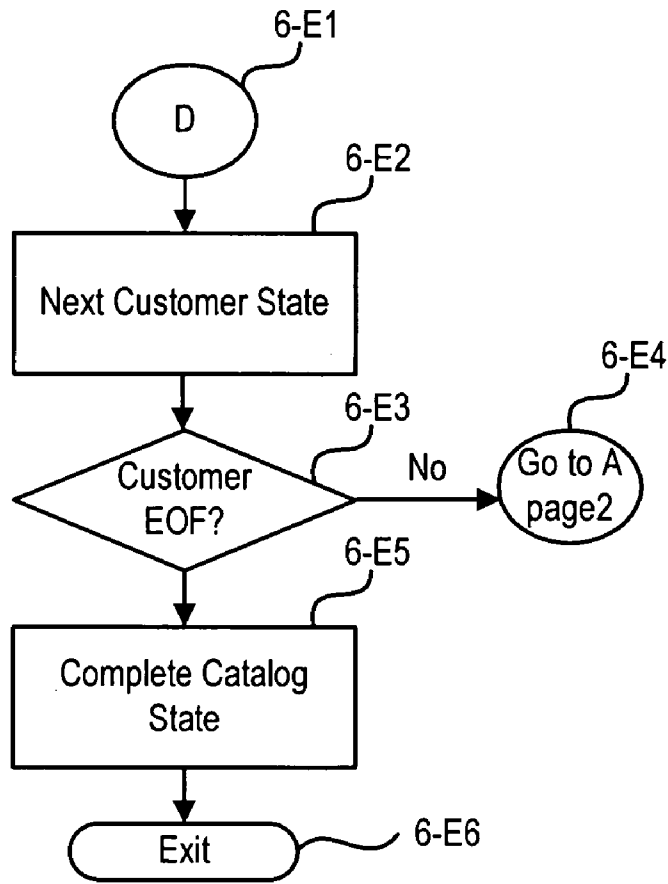 6-E1
D
6-E2
Next Customer State
6-E4
6-E3
Customer
EOF?
No
Go to A
page2
6-E5
Complete Catalog
State
Exit
6-E6